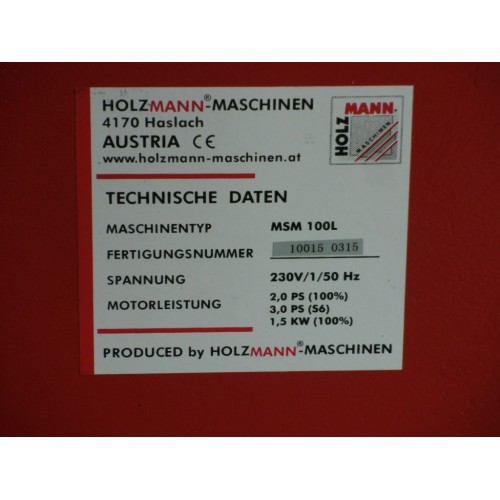 HOLZMANN®-MASCHINEN
4170 Haslach
AUSTRIA CE
www.holzmann-maschinen.at
HOLZ
MANN
MASCHINEN
TECHNISCHE DATEN
MASCHINENTYP MSM 100L
FERTIGUNGSNUMMER 10015 0315
SPANNUNG 230V/1/50 Hz
MOTORLEISTUNG 2,0 PS (100%)
3,0 PS (S6)
1,5 KW (100%)
PRODUCED by HOLZMANN®-MASCHINEN